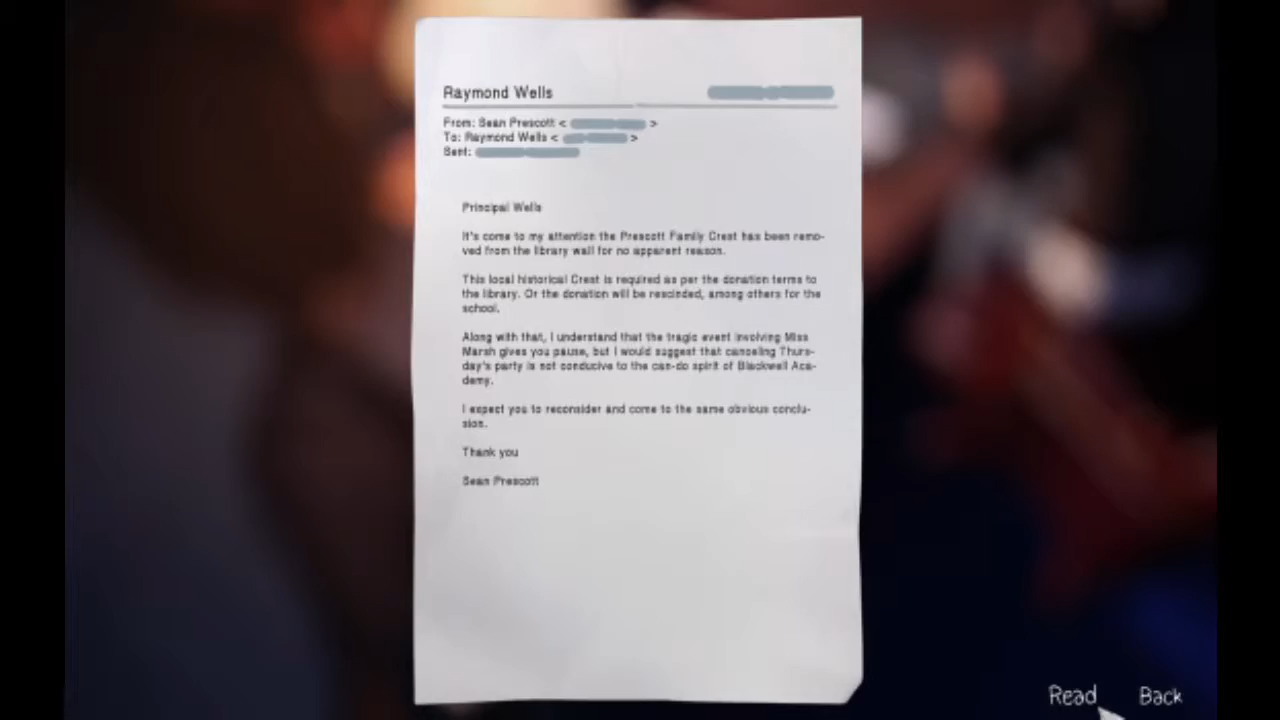 Raymond Wells
From: Sean Prescott < >
To: Raymond Wells < >
Sent:
Principal Wells
It's come to my attention the Prescott Family Crest has been remo-
ved from the library wall for no apparent reason.
This local historical Crest is required as per the donation terms to
the library. Or the donation will be rescinded, among others for the
school.
Along with that, I understand that the tragic event involving Miss
Marsh gives you pause, but I would suggest that canceling Thurs-
day's party is not conducive to the can-do spirit of Blackwell Aca-
demy.
I expect you to reconsider and come to the same obvious conclu-
sion.
Thank you
Sean Prescott
Read Back